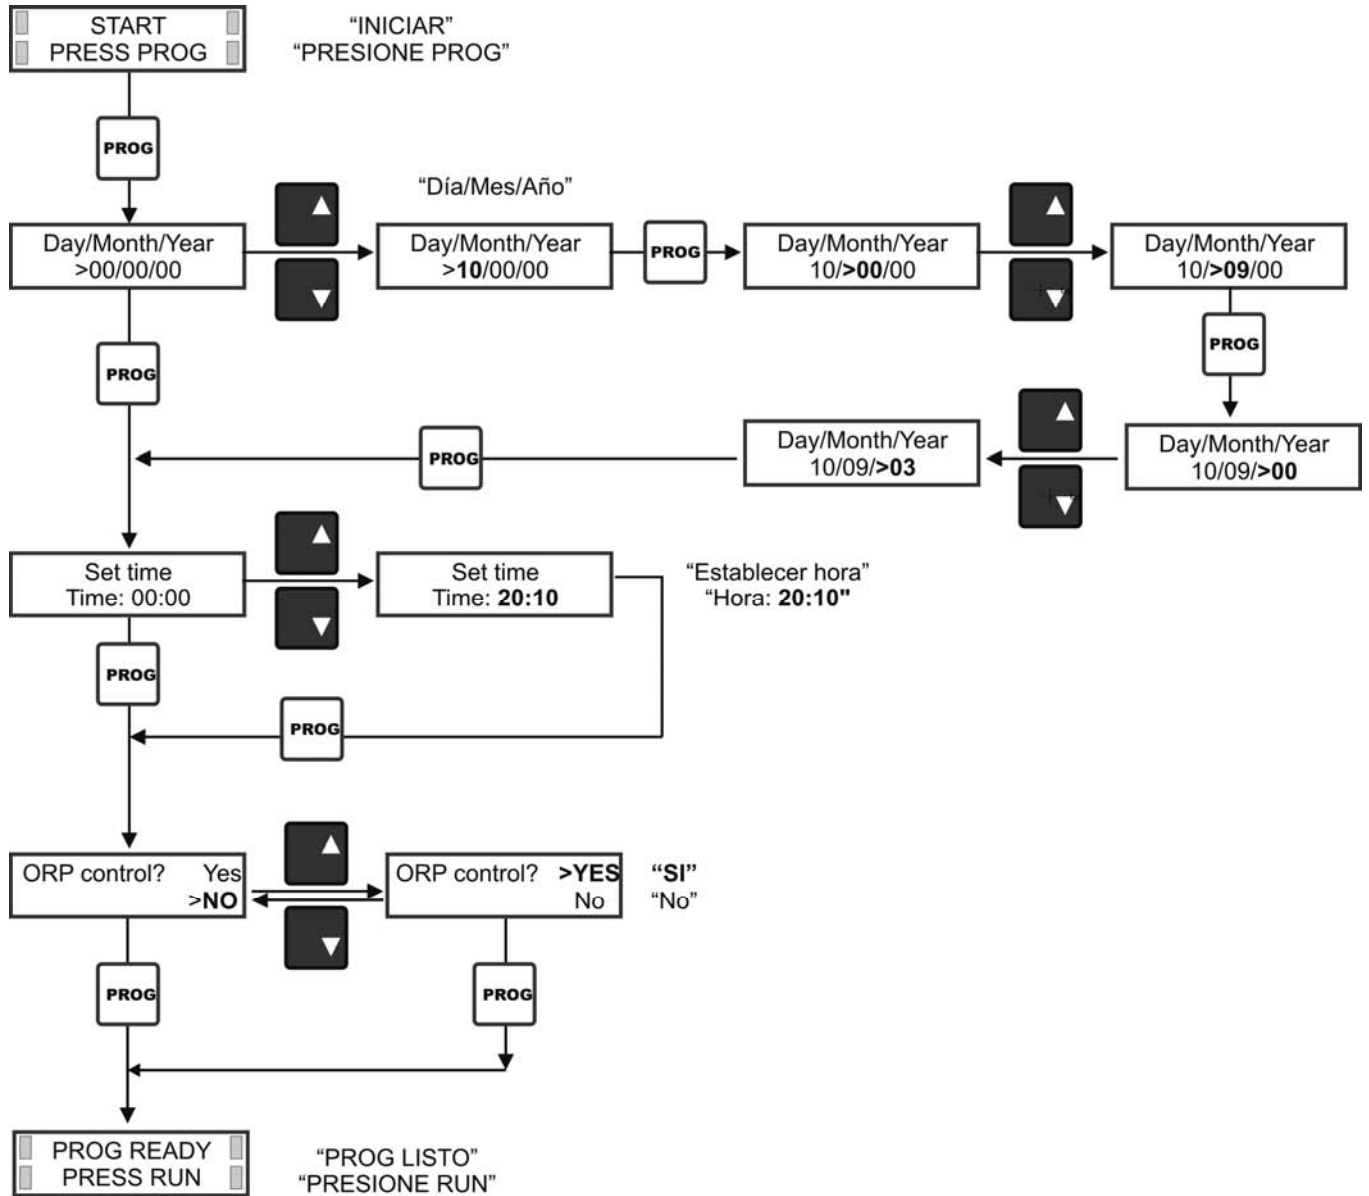 START
PRESS PROG
“INICIAR”
“PRESIONE PROG”
PROG
“Día/Mes/Año”
Day/Month/Year
>00/00/00
Day/Month/Year
>10/00/00
PROG
Day/Month/Year
10/>00/00
Day/Month/Year
10/>09/00
PROG
PROG
Day/Month/Year
10/09/>00
Day/Month/Year
10/09/>03
PROG
Set time
Time: 00:00
Set time
Time: 20:10
“Establecer hora”
“Hora: 20:10"
PROG
PROG
ORP control? Yes
>NO
ORP control? >YES
No
“SI”
“No”
PROG
PROG
PROG READY
PRESS RUN
“PROG LISTO”
“PRESIONE RUN”